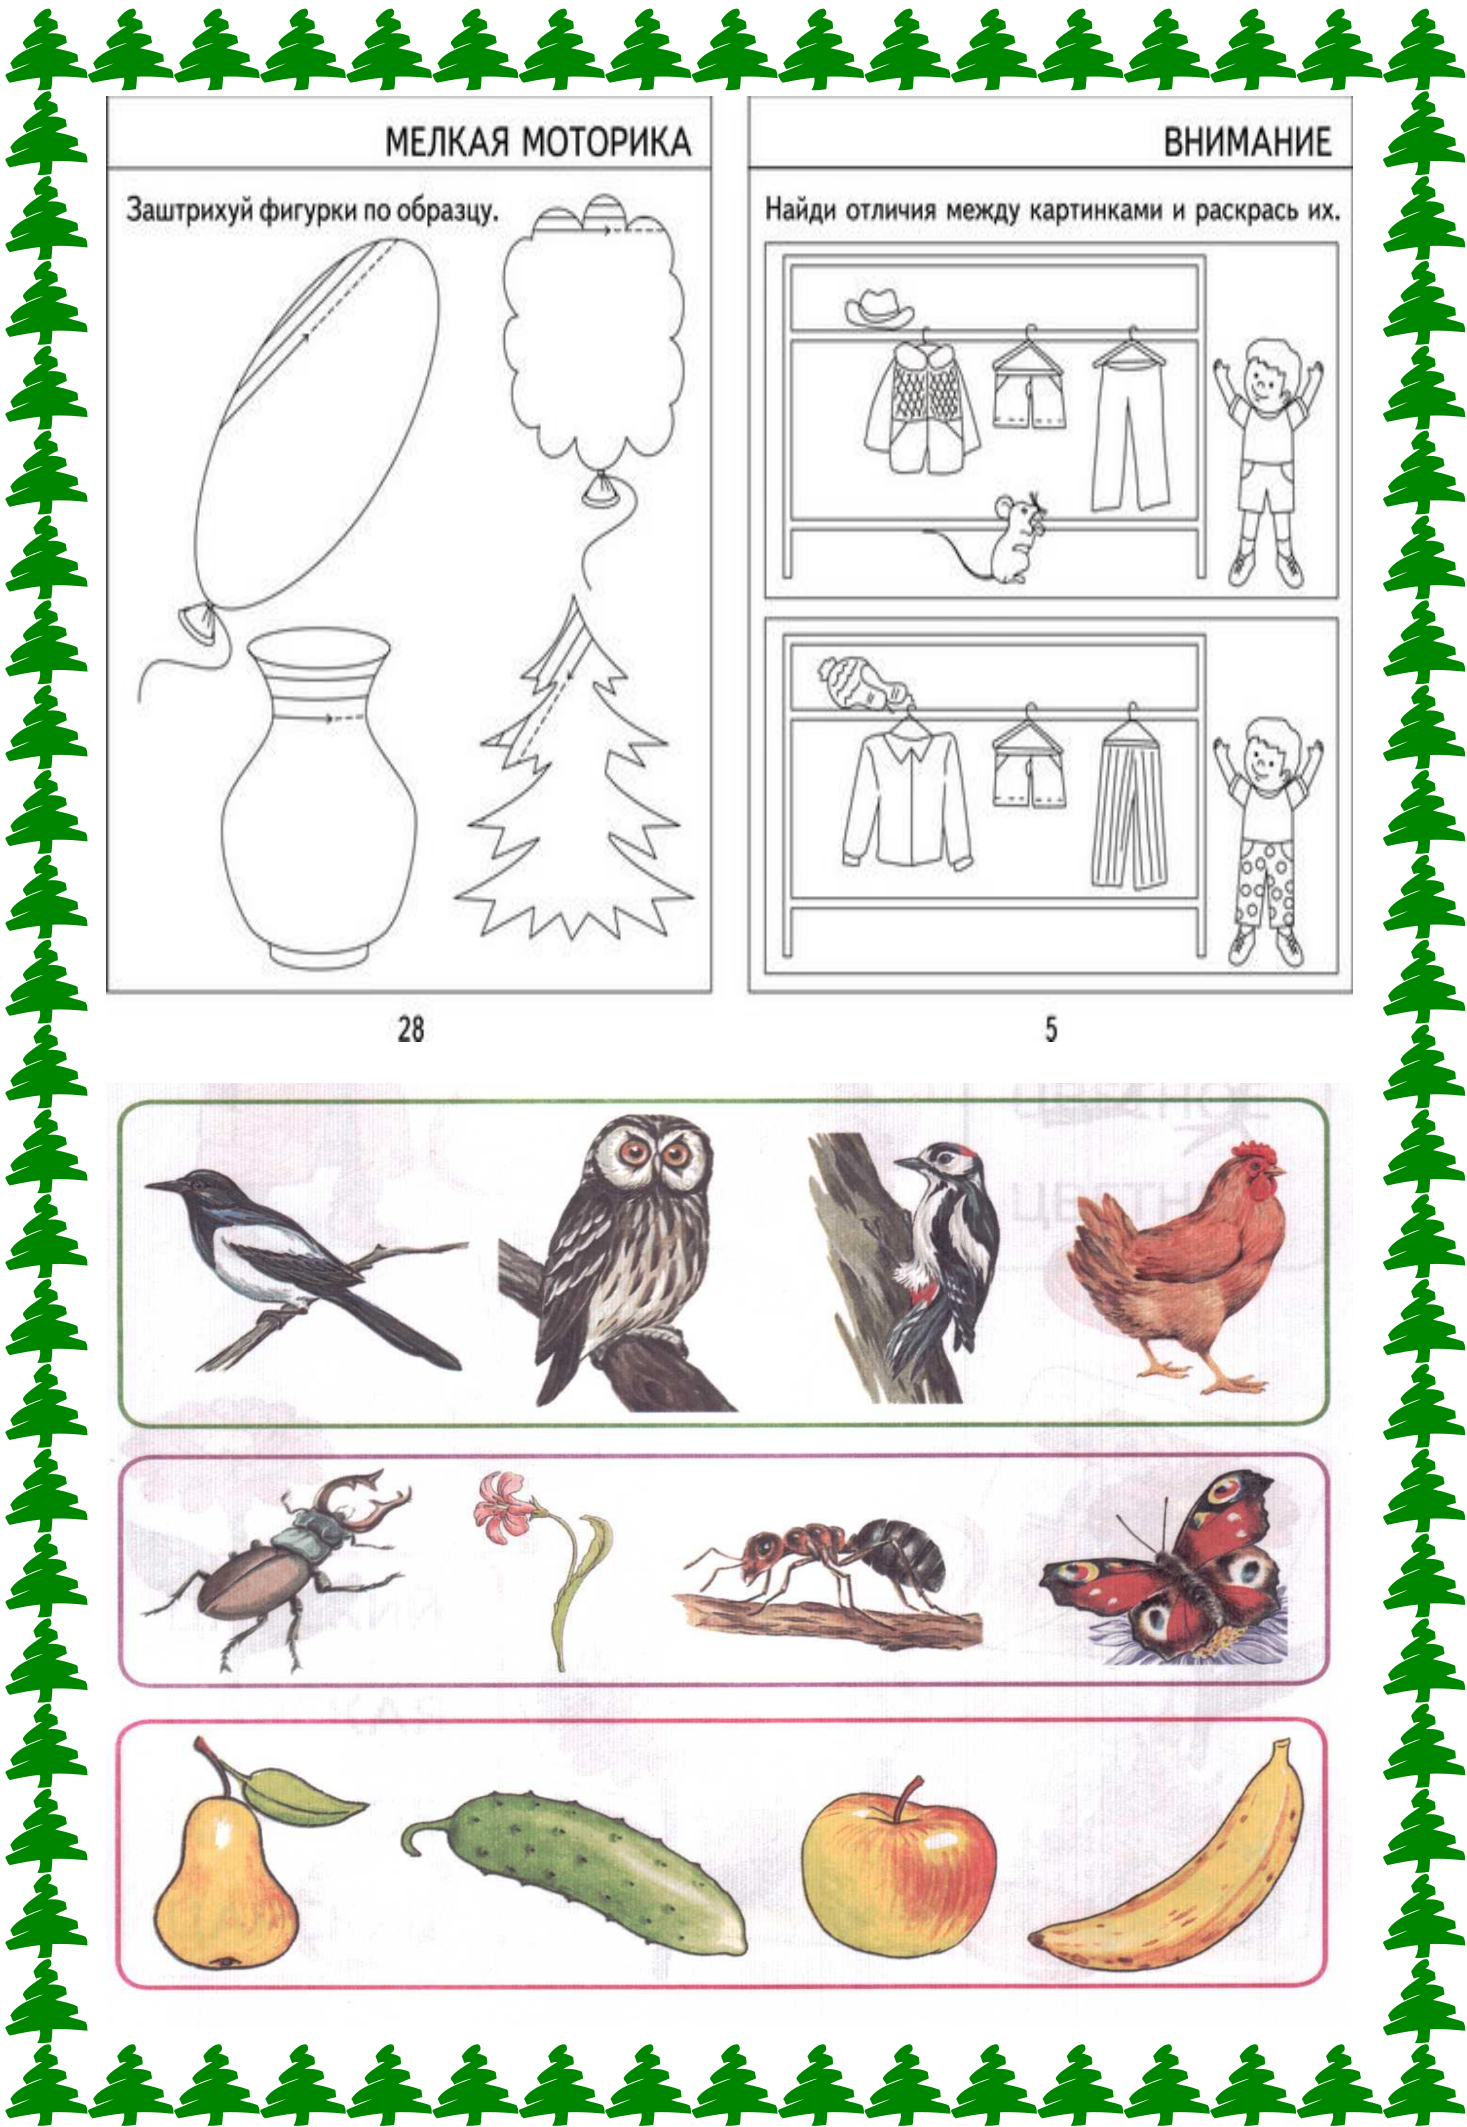 МЕЛКАЯ МОТОРИКА
Заштрихуй фигурки по образцу.
28
ВНИМАНИЕ
Найди отличия между картинками и раскрась их.
5